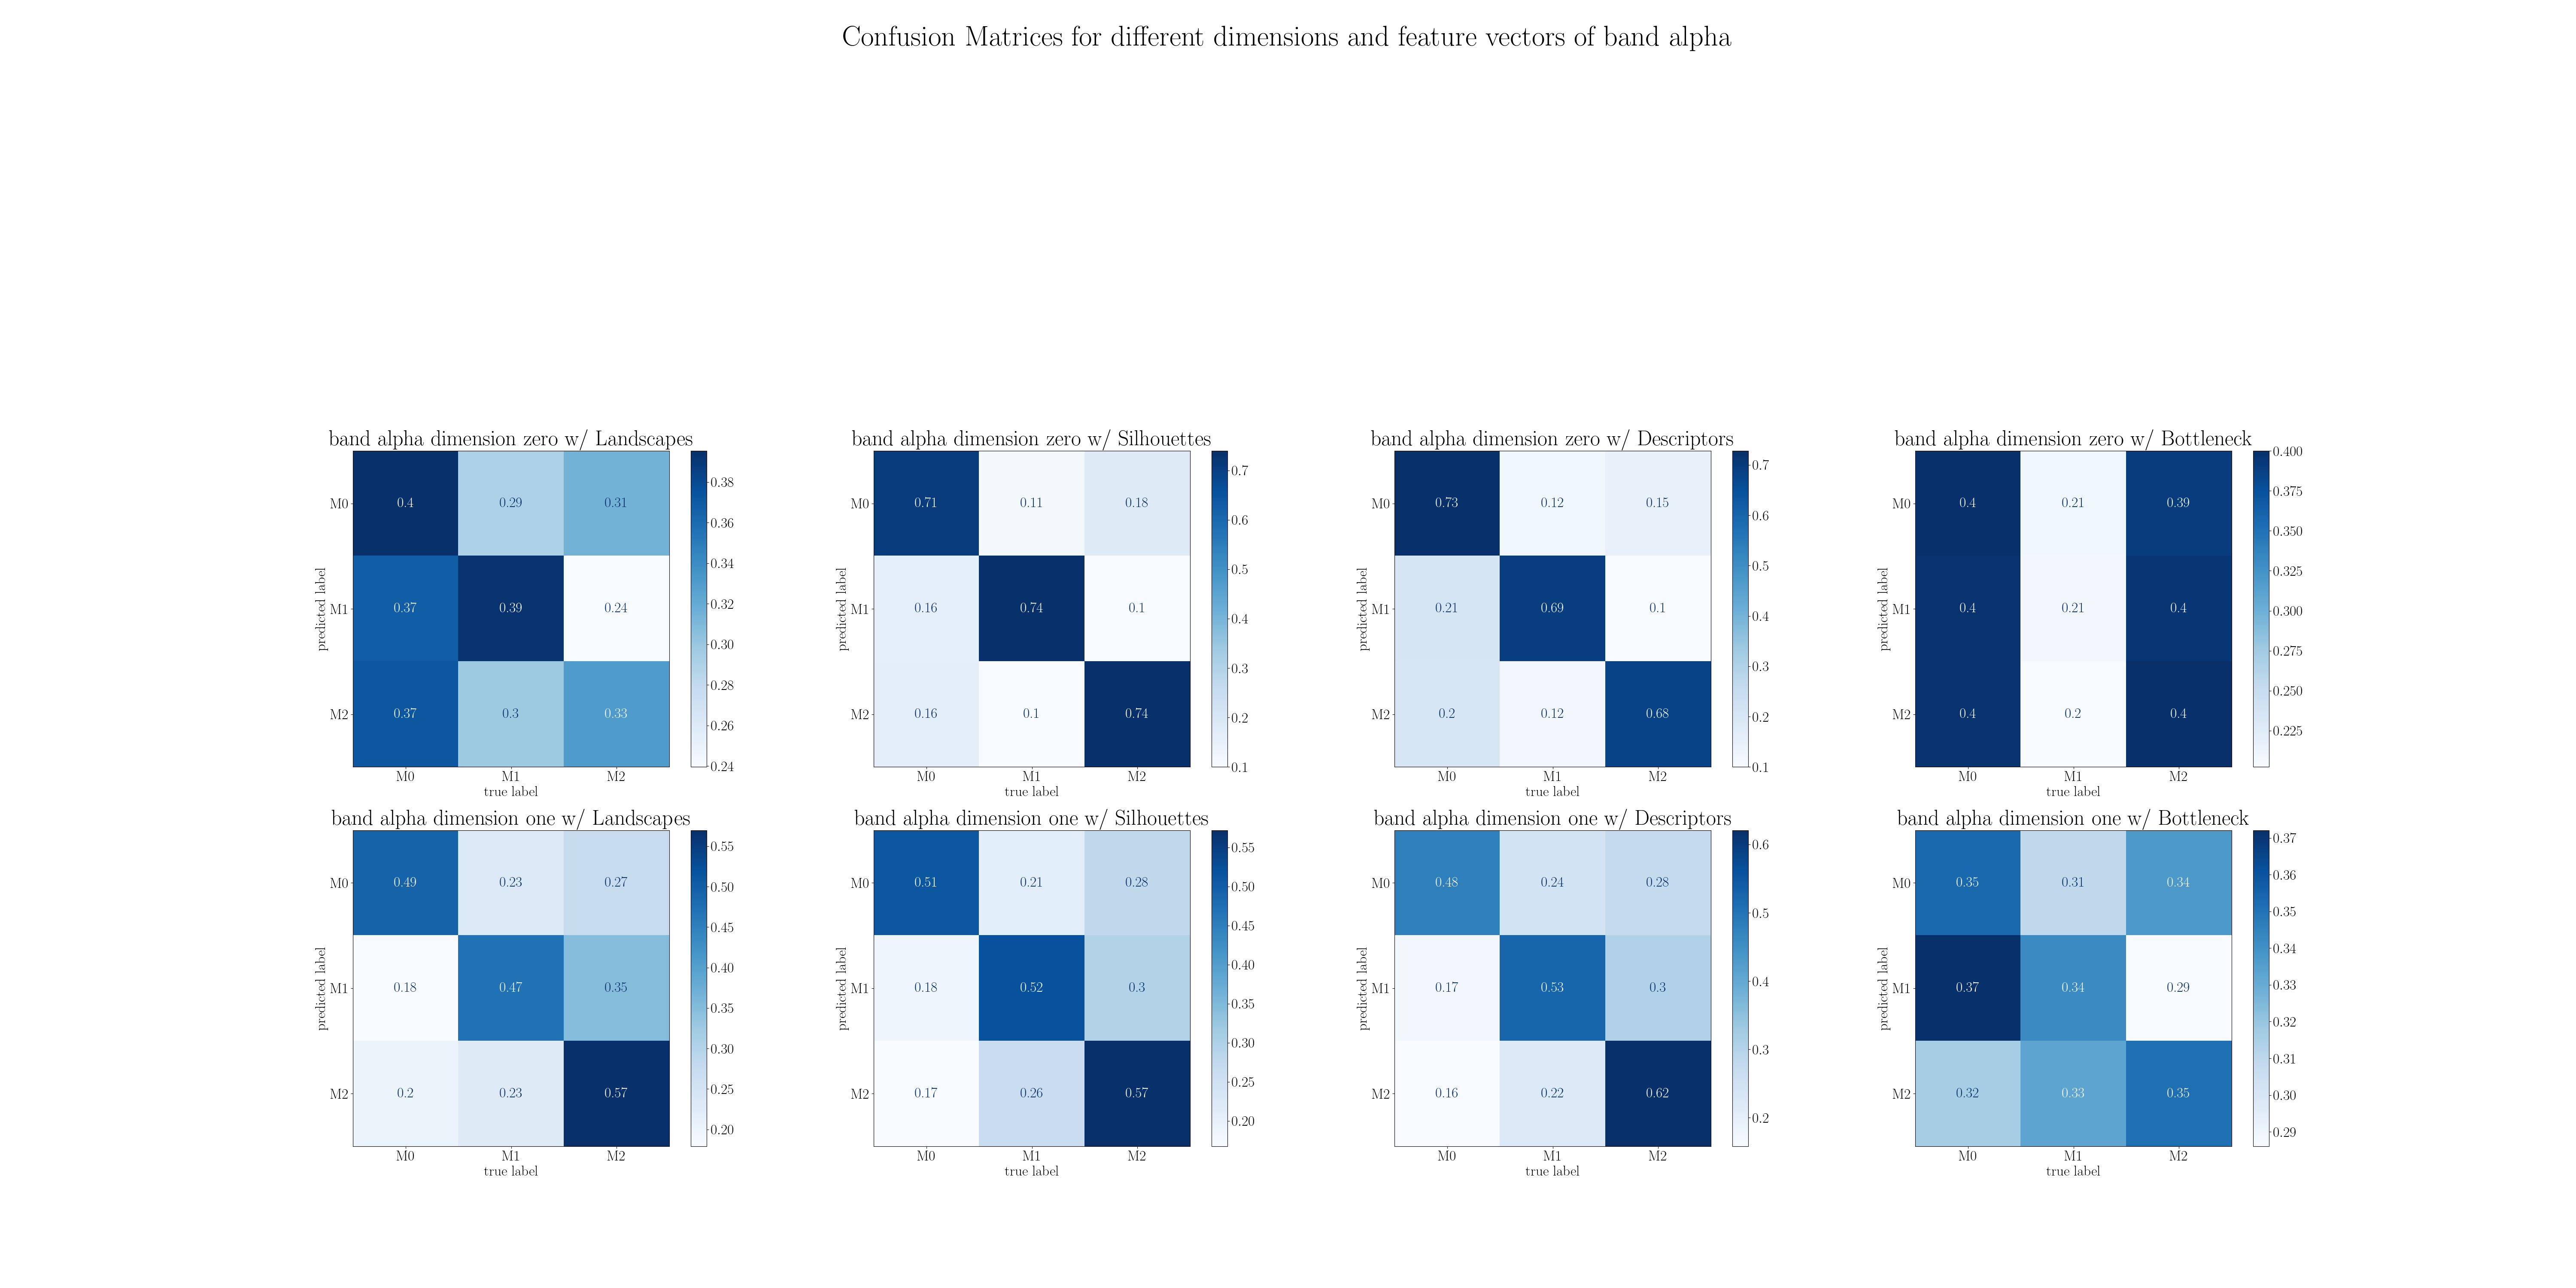 Confusion Matrices for different dimensions and feature vectors of band alpha
band alpha dimension zero w/ Landscapes
predicted label
M0 0.4 0.29 0.31
M1 0.37 0.39 0.24
M2 0.37 0.3 0.33
M0 M1 M2
true label
0.38
0.36
0.34
0.32
0.30
0.28
0.26
0.24
band alpha dimension zero w/ Silhouettes
predicted label
M0 0.71 0.11 0.18
M1 0.16 0.74 0.1
M2 0.16 0.1 0.74
M0 M1 M2
true label
0.7
0.6
0.5
0.4
0.3
0.2
0.1
band alpha dimension zero w/ Descriptors
predicted label
M0 0.73 0.12 0.15
M1 0.21 0.69 0.1
M2 0.2 0.12 0.68
M0 M1 M2
true label
0.7
0.6
0.5
0.4
0.3
0.2
0.1
band alpha dimension zero w/ Bottleneck
predicted label
M0 0.4 0.21 0.39
M1 0.4 0.21 0.4
M2 0.4 0.2 0.4
M0 M1 M2
true label
0.400
0.375
0.350
0.325
0.300
0.275
0.250
0.225
band alpha dimension one w/ Landscapes
predicted label
M0 0.49 0.23 0.27
M1 0.18 0.47 0.35
M2 0.2 0.23 0.57
M0 M1 M2
true label
0.55
0.50
0.45
0.40
0.35
0.30
0.25
0.20
band alpha dimension one w/ Silhouettes
predicted label
M0 0.51 0.21 0.28
M1 0.18 0.52 0.3
M2 0.17 0.26 0.57
M0 M1 M2
true label
0.55
0.50
0.45
0.40
0.35
0.30
0.25
0.20
band alpha dimension one w/ Descriptors
predicted label
M0 0.48 0.24 0.28
M1 0.17 0.53 0.3
M2 0.16 0.22 0.62
M0 M1 M2
true label
0.6
0.5
0.4
0.3
0.2
band alpha dimension one w/ Bottleneck
predicted label
M0 0.35 0.31 0.34
M1 0.37 0.34 0.29
M2 0.32 0.33 0.35
M0 M1 M2
true label
0.37
0.36
0.35
0.34
0.33
0.32
0.31
0.30
0.29